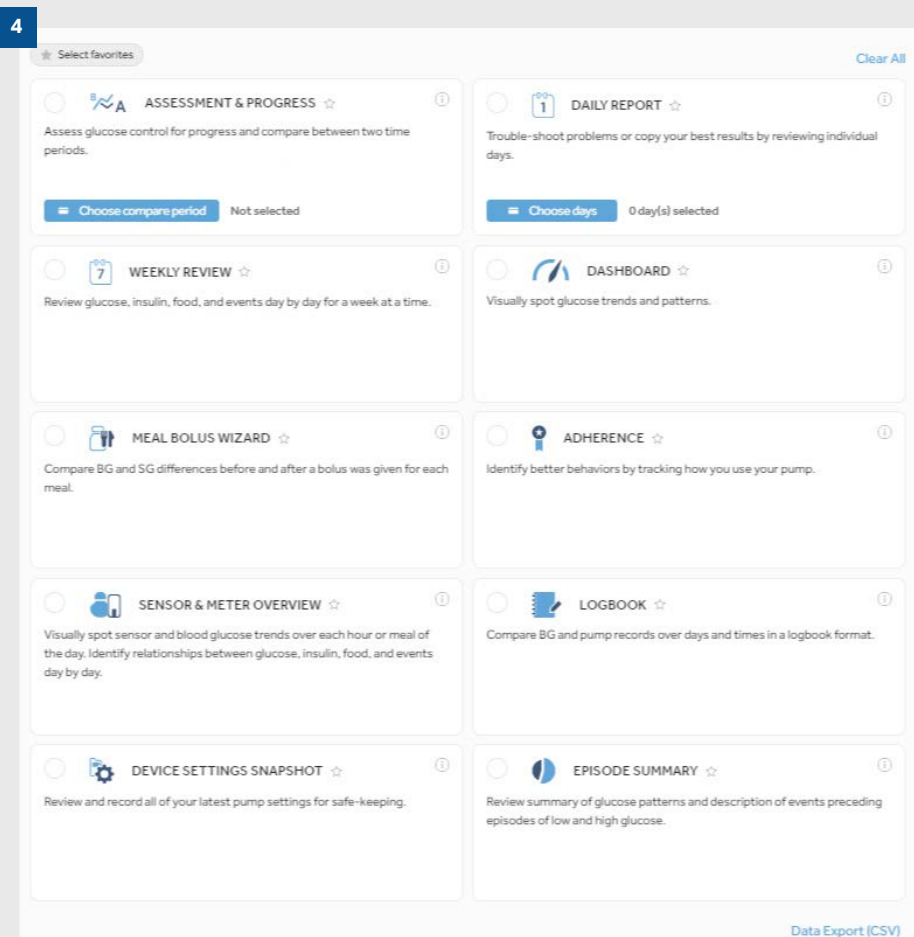 4
Select favorites
Clear All
B A ASSESSMENT & PROGRESS
Assess glucose control for progress and compare between two time
periods.
Choose compare period Not selected
1 DAILY REPORT
Trouble-shoot problems or copy your best results by reviewing individual
days.
Choose days 0 day(s) selected
7 WEEKLY REVIEW
Review glucose, insulin, food, and events day by day for a week at a time.
DASHBOARD
Visually spot glucose trends and patterns.
MEAL BOLUS WIZARD
Compare BG and SG differences before and after a bolus was given for each
meal.
ADHERENCE
Identify better behaviors by tracking how you use your pump.
SENSOR & METER OVERVIEW
Visually spot sensor and blood glucose trends over each hour or meal of
the day. Identify relationships between glucose, insulin, food, and events
day by day.
LOGBOOK
Compare BG and pump records over days and times in a logbook format.
DEVICE SETTINGS SNAPSHOT
Review and record all of your latest pump settings for safe-keeping.
EPISODE SUMMARY
Review summary of glucose patterns and description of events preceding
episodes of low and high glucose.
Data Export (CSV)